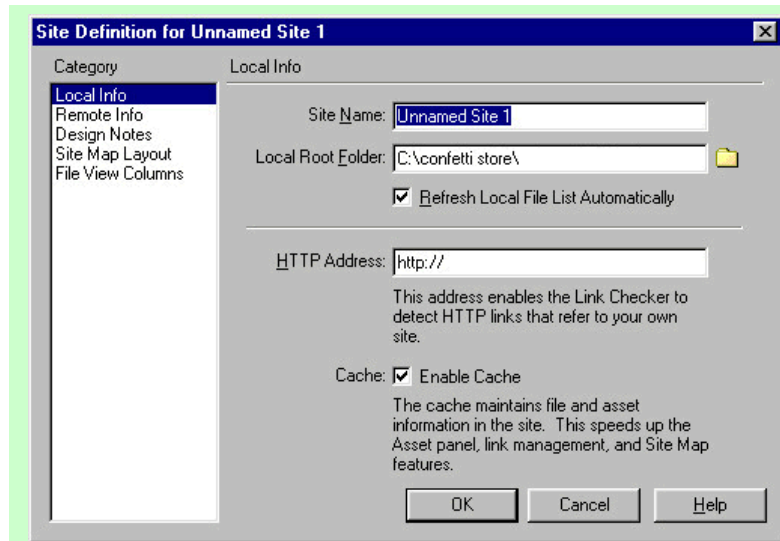 Site Definition for Unnamed Site 1
Category
Local Info
Local Info
Remote Info
Design Notes
Site Map Layout
File View Columns
Site Name: Unnamed Site 1
Local Root Folder: C:\confetti store\
Refresh Local File List Automatically
HTTP Address: http://
This address enables the Link Checker to
detect HTTP links that refer to your own
site.
Cache: Enable Cache
The cache maintains file and asset
information in the site. This speeds up the
Asset panel, link management, and Site Map
features.
OK Cancel Help